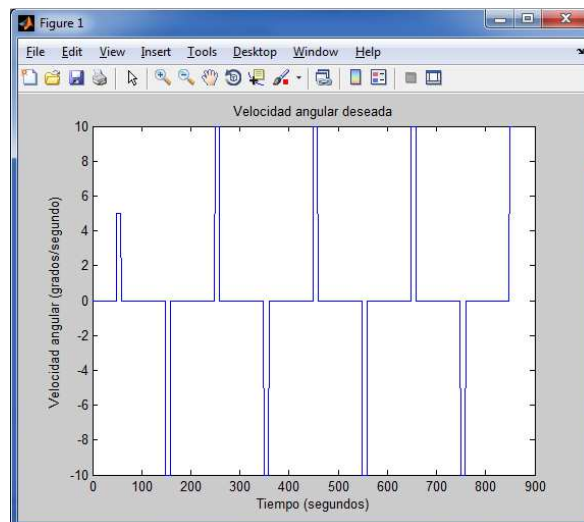 Figure 1
File Edit View Insert Tools Desktop Window Help
Velocidad angular deseada
Velocidad angular (grados/segundo)
10
8
6
4
2
0
-2
-4
-6
-8
-10
0 100 200 300 400 500 600 700 800 900
Tiempo (segundos)